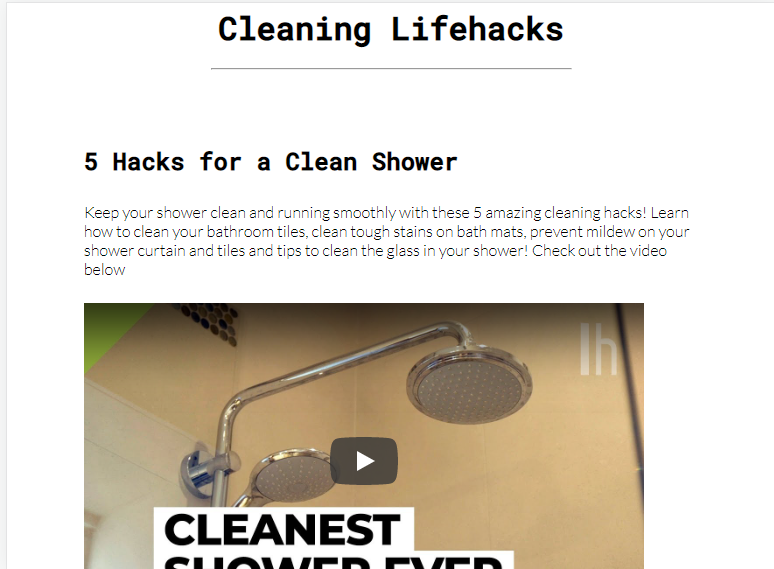 Cleaning Lifehacks
5 Hacks for a Clean Shower
Keep your shower clean and running smoothly with these 5 amazing cleaning hacks! Learn
how to clean your bathroom tiles, clean tough stains on bath mats, prevent mildew on your
shower curtain and tiles and tips to clean the glass in your shower! Check out the video
below
lh
CLEANEST
SHOWER EVER